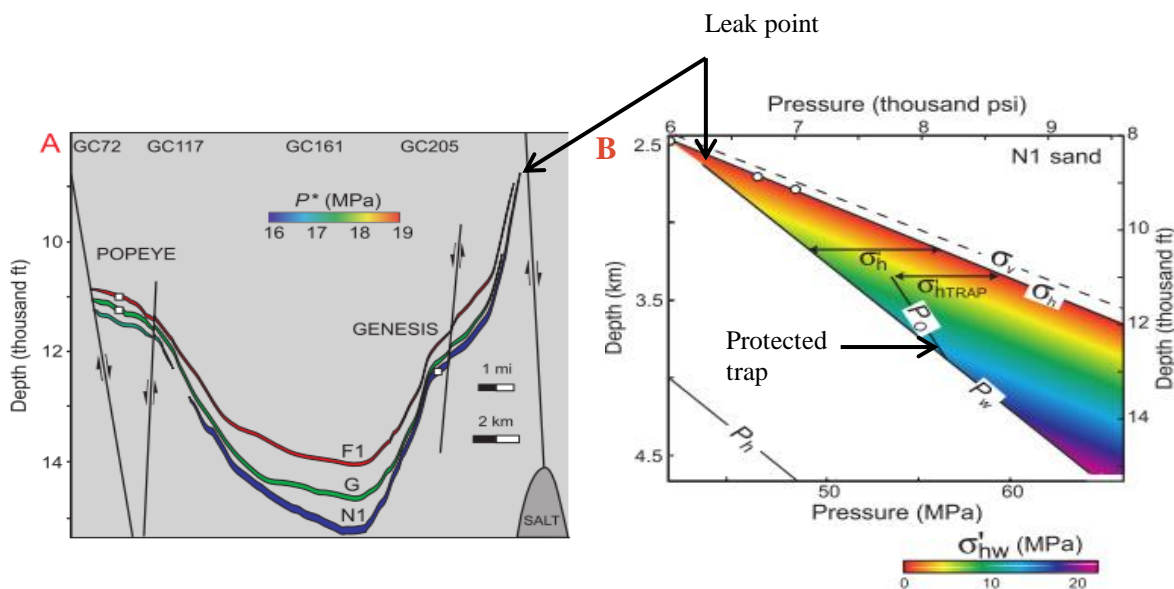 Leak point
A
GC72
GC117
GC161
GC205
P* (MPa)
16 17 18 19
POPEYE
GENESIS
1 mi
2 km
F1
G
N1
SALT
10
12
14
Depth (thousand ft)
B
Pressure (thousand psi)
6 7 8 9
N1 sand
2.5
3.5
4.5
Depth (km)
8
10
12
14
Depth (thousand ft)
σh
σv
σ'hTRAP
σh
Po
Protected
trap
Pw
Ph
50 60
Pressure (MPa)
σ'hw (MPa)
0 10 20